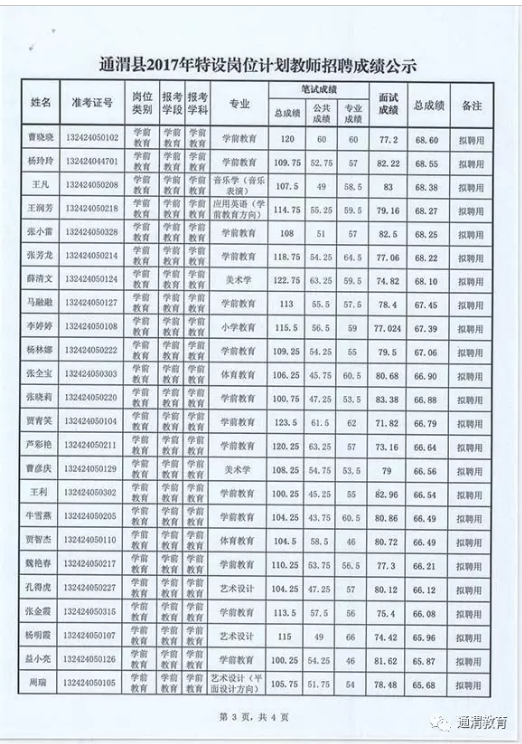 通渭县2017年特设岗位计划教师招聘成绩公示
姓名 准考证号 岗位类别 报考学段 报考学科 专业 笔试成绩 面试成绩 总成绩 备注
总成绩 公共成绩 专业成绩
曹晓晓 132424050102 学前教育 学前教育 学前教育 学前教育 120 60 60 77.2 68.60 拟聘用
杨玲玲 132424044701 学前教育 学前教育 学前教育 学前教育 109.75 52.75 57 82.22 68.55 拟聘用
王凡 132424050208 学前教育 学前教育 学前教育 音乐学（音乐表演） 107.5 49 58.5 83 68.38 拟聘用
王润芳 132424050218 学前教育 学前教育 学前教育 应用英语（学前教育方向） 114.75 55.25 59.5 79.16 68.27 拟聘用
张小雷 132424050328 学前教育 学前教育 学前教育 学前教育 108 51 57 82.5 68.25 拟聘用
张芳龙 132424050214 学前教育 学前教育 学前教育 学前教育 118.75 54.25 64.5 77.06 68.22 拟聘用
薛清文 132424050124 学前教育 学前教育 学前教育 美术学 122.75 63.25 59.5 74.82 68.10 拟聘用
马融融 132424050127 学前教育 学前教育 学前教育 学前教育 113 55.5 57.5 78.4 67.45 拟聘用
李婷婷 132424050108 学前教育 学前教育 学前教育 小学教育 115.5 56.5 59 77.024 67.39 拟聘用
杨林娜 132424050222 学前教育 学前教育 学前教育 学前教育 109.25 54.25 55 79.5 67.06 拟聘用
张全宝 132424050303 学前教育 学前教育 学前教育 体育教育 106.25 45.75 60.5 80.68 66.90 拟聘用
张晓莉 132424050220 学前教育 学前教育 学前教育 学前教育 100.75 47.25 53.5 83.38 66.88 拟聘用
贾青笑 132424050104 学前教育 学前教育 学前教育 学前教育 123.5 61.5 62 71.82 66.79 拟聘用
芦彩艳 132424050211 学前教育 学前教育 学前教育 学前教育 120.25 63.25 57 73.16 66.64 拟聘用
曹彦庆 132424050129 学前教育 学前教育 学前教育 美术学 108.25 54.75 53.5 79 66.56 拟聘用
王利 132424050302 学前教育 学前教育 学前教育 学前教育 100.25 45.25 55 82.96 66.54 拟聘用
牛雪燕 132424050205 学前教育 学前教育 学前教育 学前教育 104.25 43.75 60.5 80.86 66.49 拟聘用
贾智杰 132424050110 学前教育 学前教育 学前教育 体育教育 104.5 58.5 46 80.72 66.49 拟聘用
魏艳春 132424050217 学前教育 学前教育 学前教育 学前教育 110.25 53.75 56.5 77.3 66.21 拟聘用
孔得虎 132424050227 学前教育 学前教育 学前教育 艺术设计 104.25 47.25 57 80.12 66.12 拟聘用
张金霞 132424050315 学前教育 学前教育 学前教育 学前教育 113.5 57.5 56 75.4 66.08 拟聘用
杨明霞 132424050107 学前教育 学前教育 学前教育 艺术设计 115 49 66 74.42 65.96 拟聘用
益小亮 132424050126 学前教育 学前教育 学前教育 学前教育 100.25 54.25 46 81.62 65.87 拟聘用
周瑞 132424050105 学前教育 学前教育 学前教育 艺术设计（平面设计方向） 105.75 51.75 54 78.48 65.68 拟聘用
第 3 页，共 4 页
通渭教育